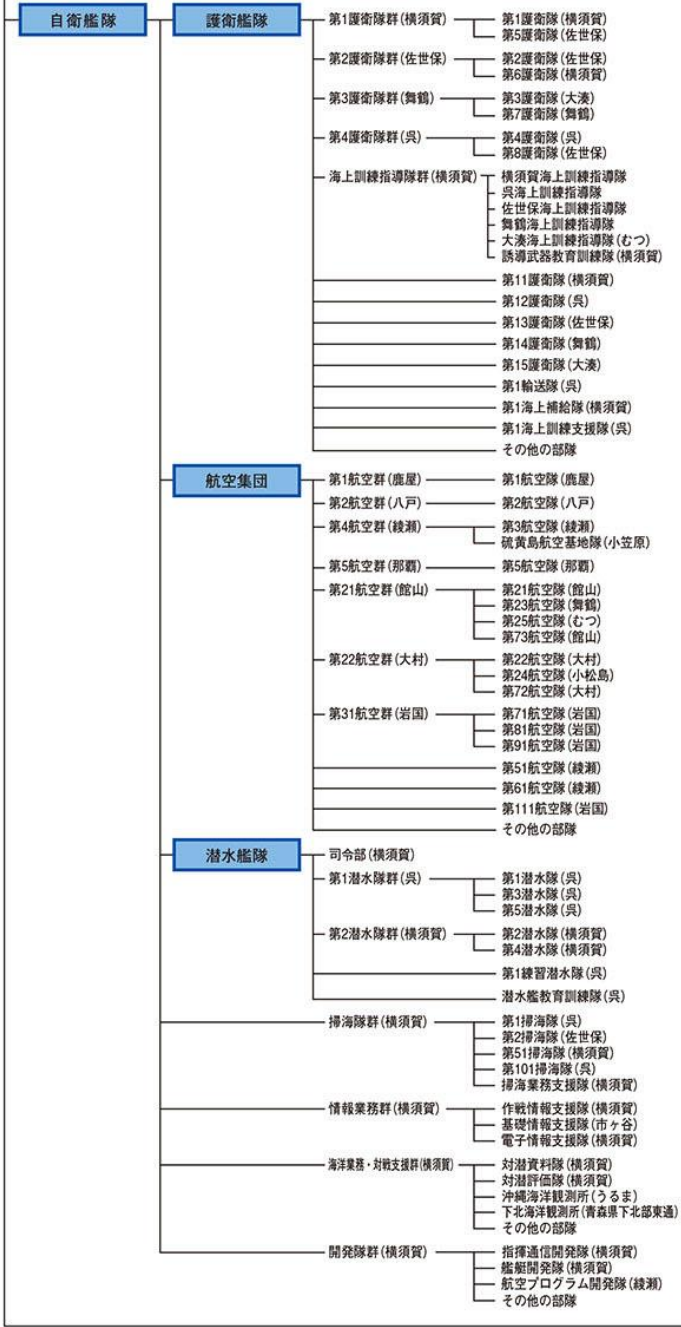 自衛艦隊
護衛艦隊
第1護衛隊群(横須賀)
第1護衛隊(横須賀)
第5護衛隊(佐世保)
第2護衛隊群(佐世保)
第2護衛隊(佐世保)
第6護衛隊(横須賀)
第3護衛隊群(舞鶴)
第3護衛隊(大湊)
第7護衛隊(舞鶴)
第4護衛隊群(呉)
第4護衛隊(呉)
第8護衛隊(佐世保)
海上訓練指導隊群(横須賀)
横須賀海上訓練指導隊
呉海上訓練指導隊
佐世保海上訓練指導隊
舞鶴海上訓練指導隊
大湊海上訓練指導隊(むつ)
誘導武器教育訓練隊(横須賀)
第11護衛隊(横須賀)
第12護衛隊(呉)
第13護衛隊(佐世保)
第14護衛隊(舞鶴)
第15護衛隊(大湊)
第1輸送隊(呉)
第1海上補給隊(横須賀)
第1海上訓練支援隊(呉)
その他の部隊
航空集団
第1航空群(鹿屋)
第1航空隊(鹿屋)
第2航空群(八戸)
第2航空隊(八戸)
第4航空群(綾瀬)
第3航空隊(綾瀬)
硫黄島航空基地隊(小笠原)
第5航空群(那覇)
第5航空隊(那覇)
第21航空群(館山)
第21航空隊(館山)
第23航空隊(舞鶴)
第25航空隊(むつ)
第73航空隊(館山)
第22航空群(大村)
第22航空隊(大村)
第24航空隊(小松島)
第72航空隊(大村)
第31航空群(岩国)
第71航空隊(岩国)
第81航空隊(岩国)
第91航空隊(岩国)
第51航空隊(綾瀬)
第61航空隊(綾瀬)
第111航空隊(岩国)
その他の部隊
潜水艦隊
司令部(横須賀)
第1潜水隊群(呉)
第1潜水隊(呉)
第3潜水隊(呉)
第5潜水隊(呉)
第2潜水隊群(横須賀)
第2潜水隊(横須賀)
第4潜水隊(横須賀)
第1練習潜水隊(呉)
潜水艦教育訓練隊(呉)
掃海隊群(横須賀)
第1掃海隊(呉)
第2掃海隊(佐世保)
第51掃海隊(横須賀)
第101掃海隊(呉)
掃海業務支援隊(横須賀)
情報業務群(横須賀)
作戦情報支援隊(横須賀)
基礎情報支援隊(市ヶ谷)
電子情報支援隊(横須賀)
海洋業務・対潜支援群(横須賀)
対潜資料隊(横須賀)
対潜評価隊(横須賀)
沖縄海洋観測所(うるま)
下北海洋観測所(青森県下北郡東通)
その他の部隊
開発隊群(横須賀)
指揮通信開発隊(横須賀)
艦艇開発隊(横須賀)
航空プログラム開発隊(綾瀬)
その他の部隊